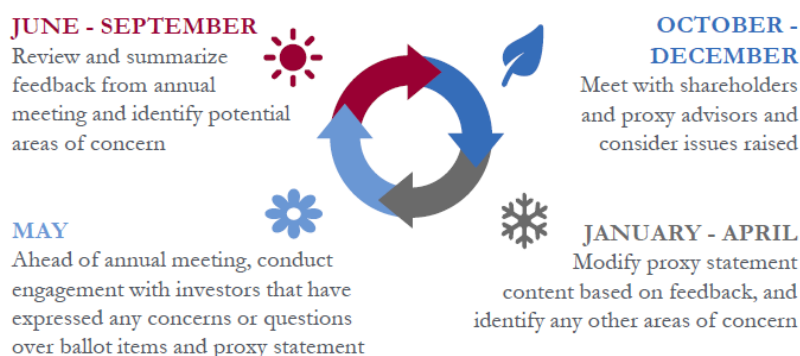 JUNE - SEPTEMBER
Review and summarize
feedback from annual
meeting and identify potential
areas of concern
OCTOBER -
DECEMBER
Meet with shareholders
and proxy advisors and
consider issues raised
MAY
Ahead of annual meeting, conduct
engagement with investors that have
expressed any concerns or questions
over ballot items and proxy statement
JANUARY - APRIL
Modify proxy statement
content based on feedback, and
identify any other areas of concern